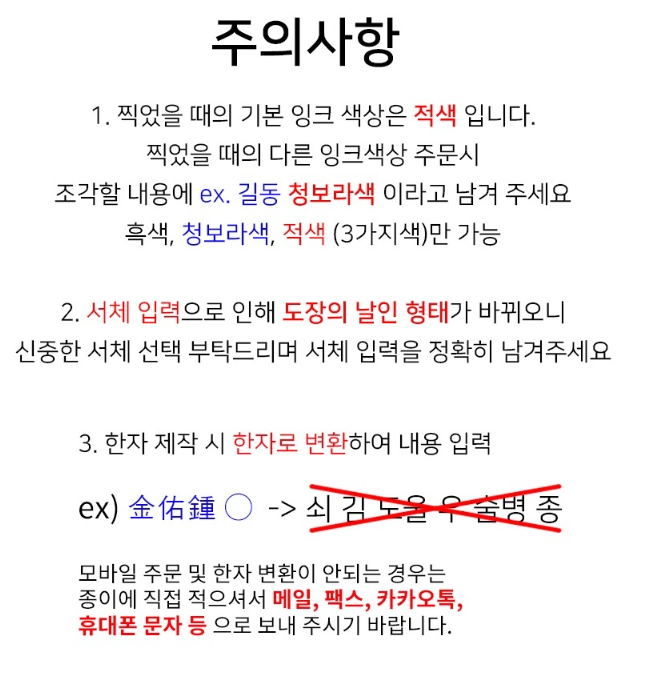 주의사항
1. 찍었을 때의 기본 잉크 색상은 적색 입니다.
찍었을 때의 다른 잉크색상 주문시
조각할 내용에 ex. 길동 청보라색 이라고 남겨 주세요
흑색, 청보라색, 적색 (3가지색)만 가능
2. 서체 입력으로 인해 도장의 날인 형태가 바뀌오니
신중한 서체 선택 부탁드리며 서체 입력을 정확히 남겨주세요
3. 한자 제작 시 한자로 변환하여 내용 입력
ex) 金佑鍾 ○ -> 쇠 김 도울 우 술병 종
모바일 주문 및 한자 변환이 안되는 경우는
종이에 직접 적으셔서 메일, 팩스, 카카오톡,
휴대폰 문자 등 으로 보내 주시기 바랍니다.